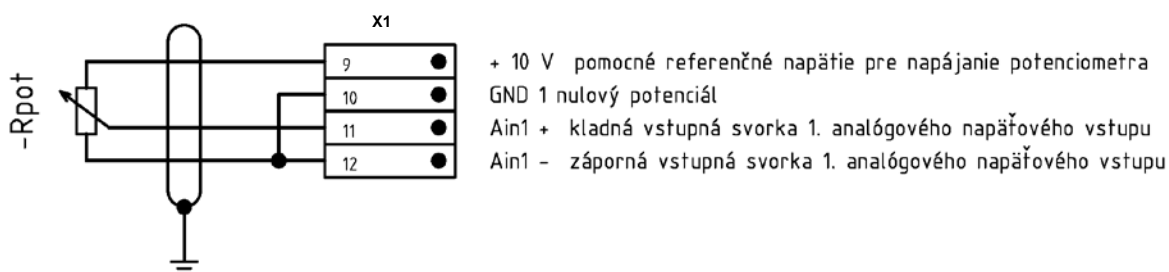 X1
-Rpot
9 + 10 V pomocné referenčné napätie pre napájanie potenciometra
10 GND 1 nulový potenciál
11 Ain1 + kladná vstupná svorka 1. analógového napäťového vstupu
12 Ain1 - záporná vstupná svorka 1. analógového napäťového vstupu